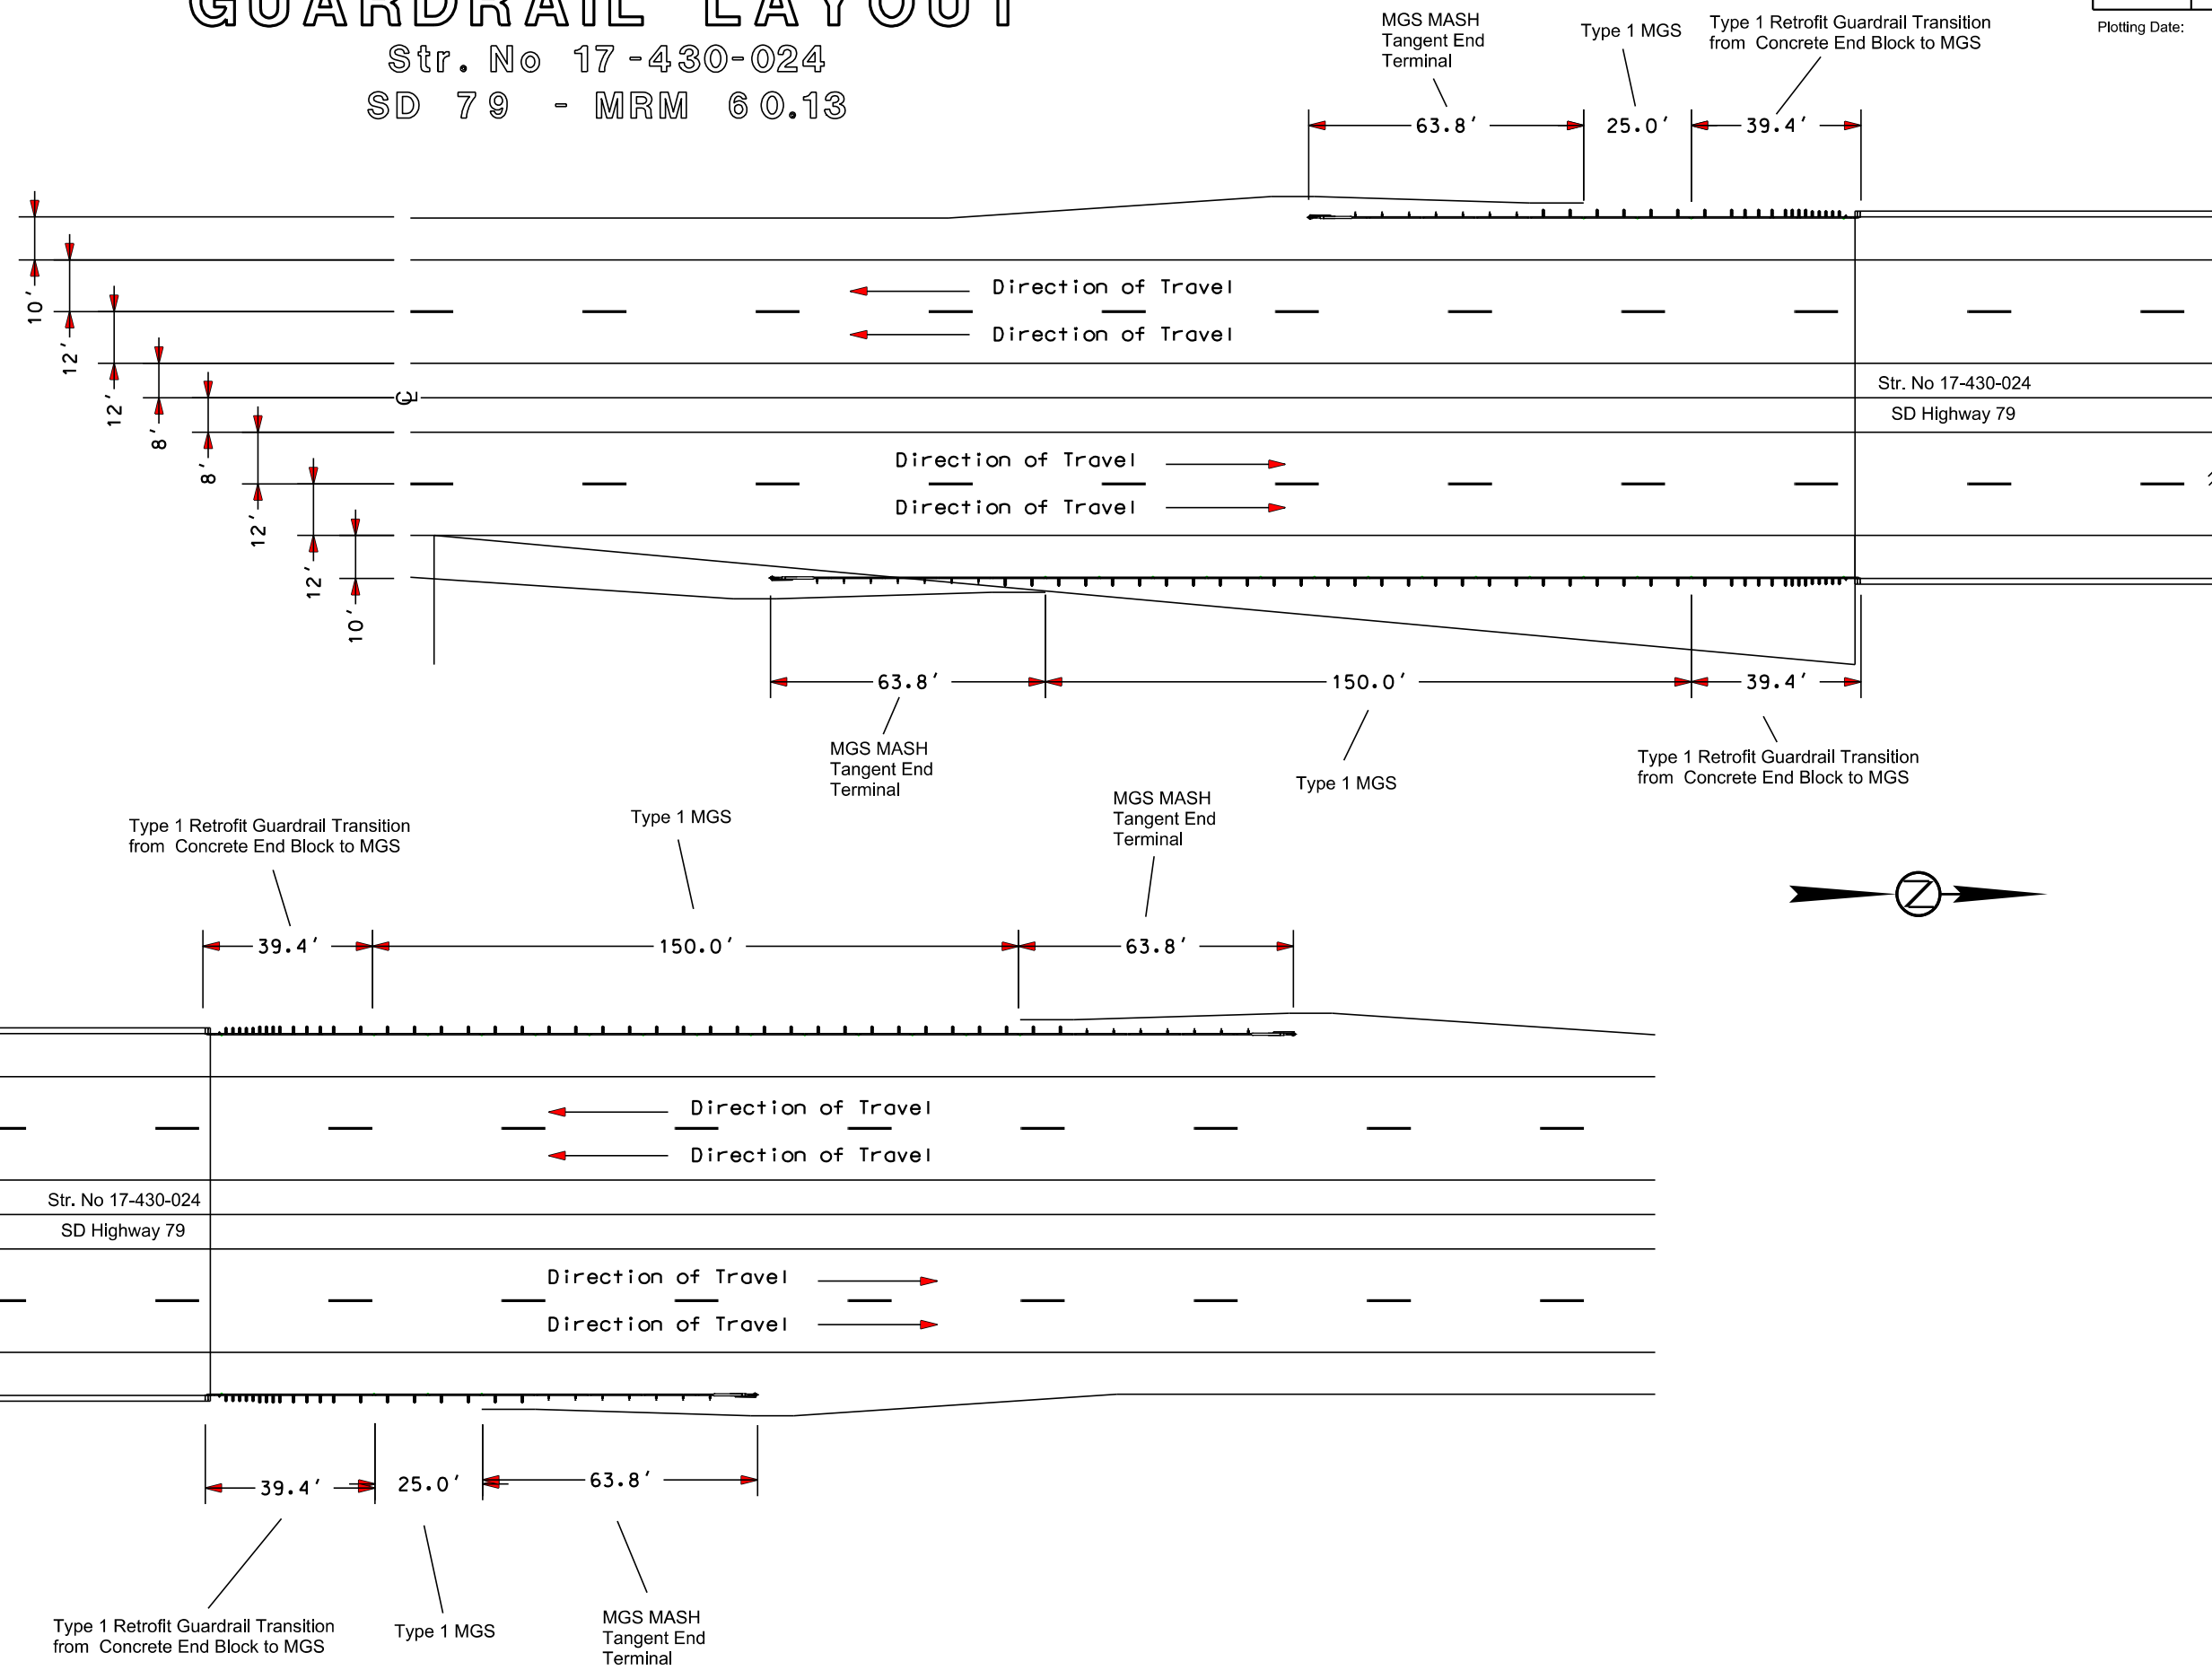 GUARDRAIL LAYOUT
Str. No 17-430-024
SD 79 - MRM 60.13
Plotting Date:
MGS MASH
Tangent End
Terminal
Type 1 MGS
Type 1 Retrofit Guardrail Transition
from Concrete End Block to MGS
63.8'
25.0'
39.4'
10'
12'
12'
8'
8'
12'
12'
10'
CL
Direction of Travel
Direction of Travel
Str. No 17-430-024
SD Highway 79
Direction of Travel
Direction of Travel
63.8'
150.0'
39.4'
MGS MASH
Tangent End
Terminal
Type 1 MGS
Type 1 Retrofit Guardrail Transition
from Concrete End Block to MGS
Type 1 Retrofit Guardrail Transition
from Concrete End Block to MGS
Type 1 MGS
MGS MASH
Tangent End
Terminal
Z
39.4'
150.0'
63.8'
Direction of Travel
Direction of Travel
Str. No 17-430-024
SD Highway 79
Direction of Travel
Direction of Travel
39.4'
25.0'
63.8'
Type 1 Retrofit Guardrail Transition
from Concrete End Block to MGS
Type 1 MGS
MGS MASH
Tangent End
Terminal